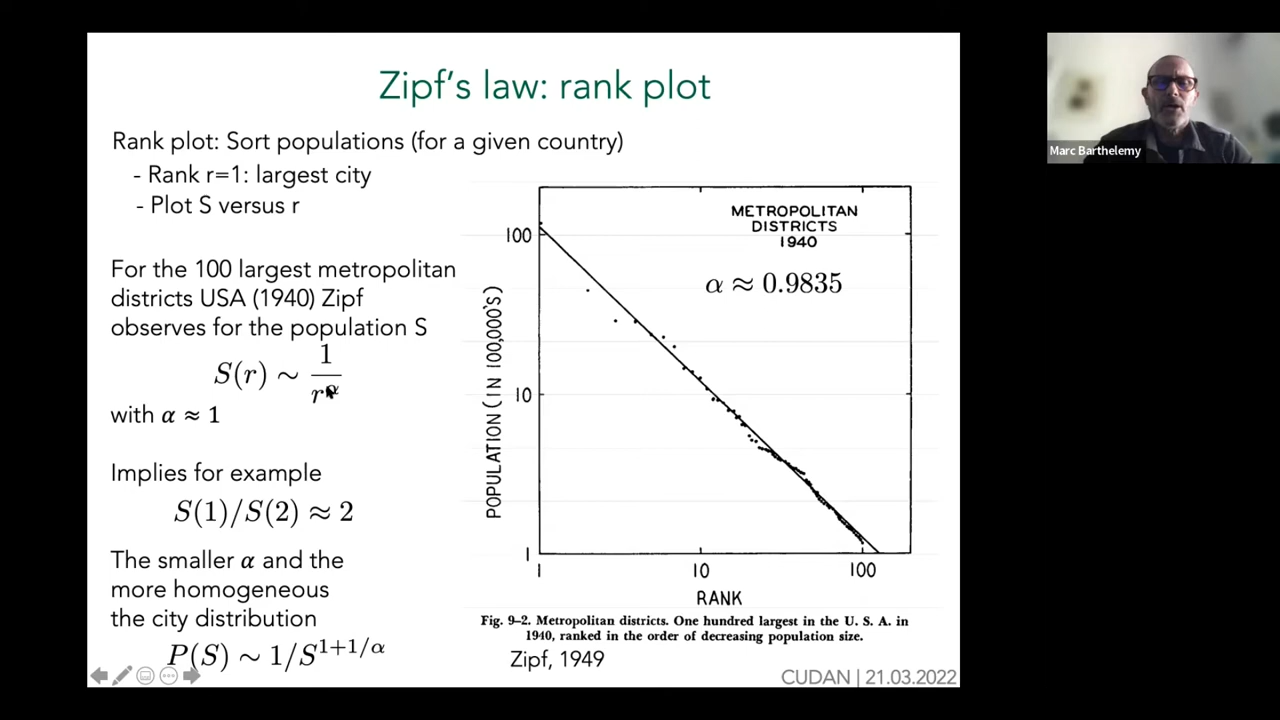 Zipf's law: rank plot
Rank plot: Sort populations (for a given country)
- Rank r=1: largest city
- Plot S versus r
For the 100 largest metropolitan
districts USA (1940) Zipf
observes for the population S
S(r) ∼ 1/r^α
with α ≈ 1
Implies for example
S(1)/S(2) ≈ 2
The smaller α and the
more homogeneous
the city distribution
P(S) ∼ 1/S^{1+1/α}
METROPOLITAN
DISTRICTS
1940
α ≈ 0.9835
POPULATION (IN 100,000'S)
100
10
1
1
10
100
RANK
Fig. 9–2. Metropolitan districts. One hundred largest in the U. S. A. in
1940, ranked in the order of decreasing population size.
Zipf, 1949
CUDAN | 21.03.2022
Marc Barthelemy